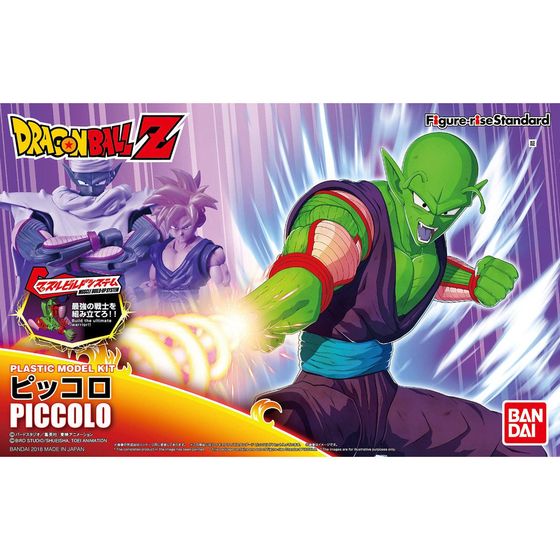 DRAGONBALL Z
Figure-riseStandard
マッスルビルドシステム
MUSCLE BUILD-UP SYSTEM
最強の戦士を
組み立てろ!!
Build the ultimate
warrior!!
PLASTIC MODEL KIT
ピッコロ
PICCOLO
©バードスタジオ/集英社・東映アニメーション
©BIRD STUDIO/SHUEISHA, TOEI ANIMATION
BANDAI 2018 MADE IN JAPAN
BAN
DAI